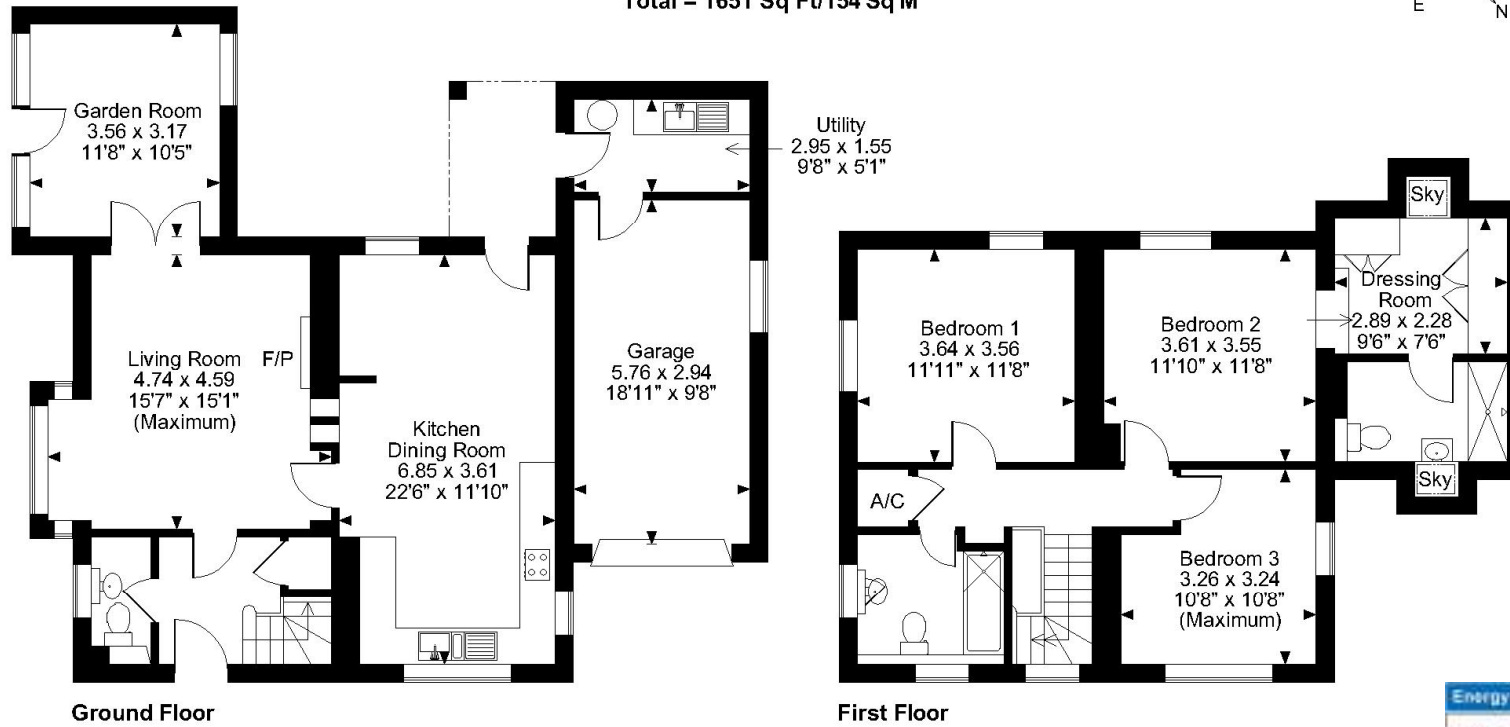 Total = 1651 Sq Ft/154 Sq M
E
N
Garden Room
3.56 x 3.17
11'8" x 10'5"
Utility
2.95 x 1.55
9'8" x 5'1"
Living Room
4.74 x 4.59
15'7" x 15'1"
(Maximum)
F/P
Kitchen
Dining Room
6.85 x 3.61
22'6" x 11'10"
Garage
5.76 x 2.94
18'11" x 9'8"
Ground Floor
Bedroom 1
3.64 x 3.56
11'11" x 11'8"
Bedroom 2
3.61 x 3.55
11'10" x 11'8"
Sky
Dressing
Room
2.89 x 2.28
9'6" x 7'6"
Sky
A/C
Bedroom 3
3.26 x 3.24
10'8" x 10'8"
(Maximum)
First Floor
Energy